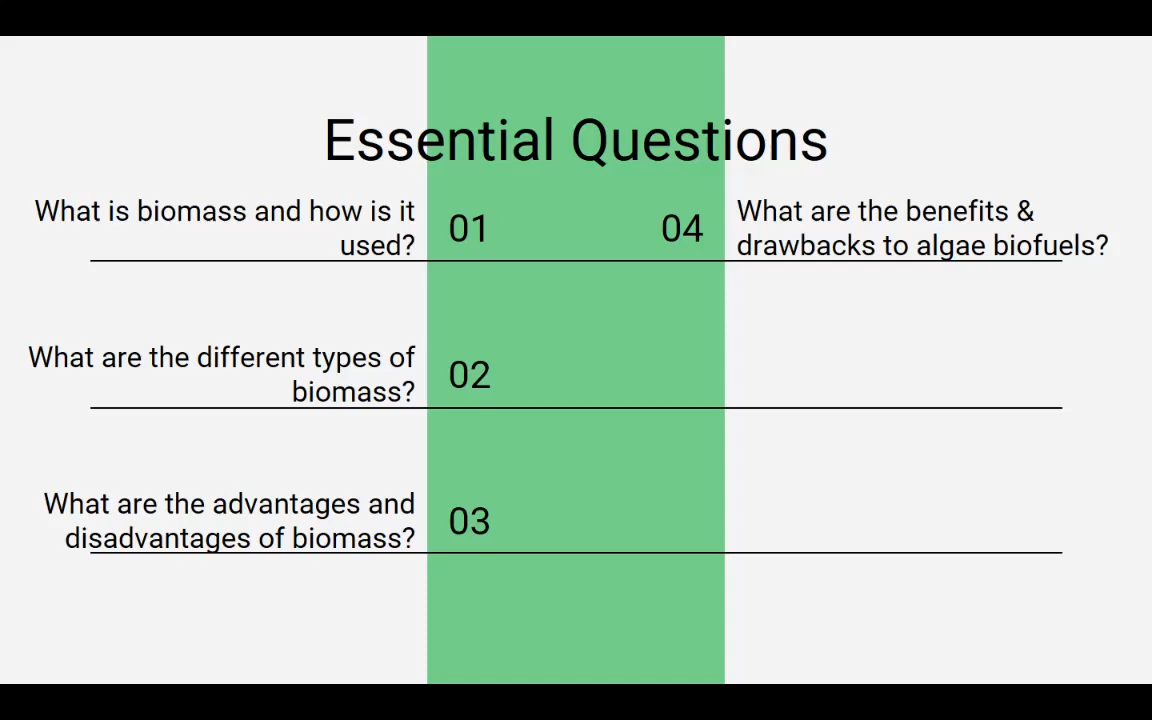 Essential Questions
What is biomass and how is it
used?
01
What are the different types of
biomass?
02
What are the advantages and
disadvantages of biomass?
03
04
What are the benefits &
drawbacks to algae biofuels?